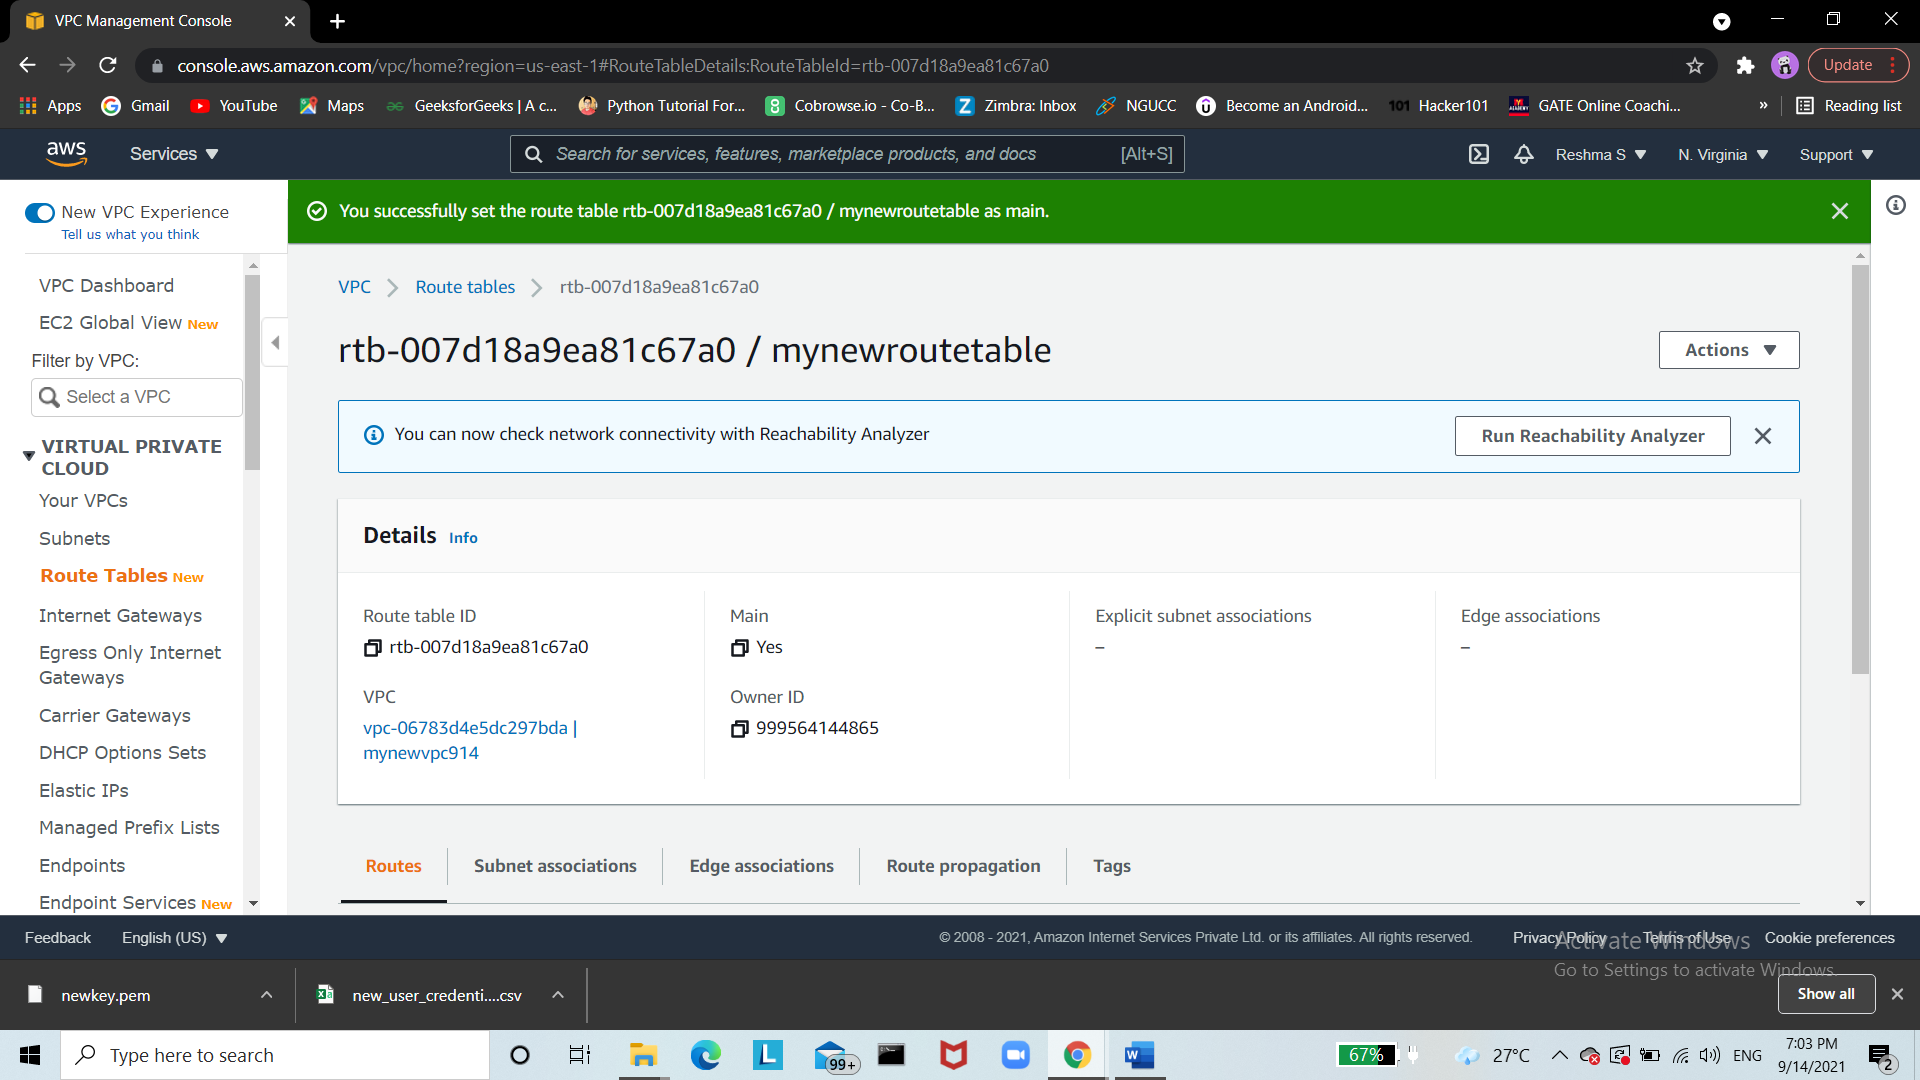 VPC Management Console
console.aws.amazon.com/vpc/home?region=us-east-1#RouteTableDetails:RouteTableId=rtb-007d18a9ea81c67a0
Update
Apps
Gmail
YouTube
Maps
GeeksforGeeks | A c...
Python Tutorial For...
Cobrowse.io - Co-B...
Zimbra: Inbox
NGUCC
Become an Android...
101 Hacker101
GATE Online Coachi...
»
Reading list
aws
Services
Search for services, features, marketplace products, and docs
[Alt+S]
Reshma S
N. Virginia
Support
New VPC Experience
Tell us what you think
You successfully set the route table rtb-007d18a9ea81c67a0 / mynewroutetable as main.
VPC Dashboard
EC2 Global View New
Filter by VPC:
Select a VPC
VIRTUAL PRIVATE
CLOUD
Your VPCs
Subnets
Route Tables New
Internet Gateways
Egress Only Internet
Gateways
Carrier Gateways
DHCP Options Sets
Elastic IPs
Managed Prefix Lists
Endpoints
Endpoint Services New
VPC
Route tables
rtb-007d18a9ea81c67a0
rtb-007d18a9ea81c67a0 / mynewroutetable
Actions
You can now check network connectivity with Reachability Analyzer
Run Reachability Analyzer
Details Info
Route table ID
rtb-007d18a9ea81c67a0
Main
Yes
Explicit subnet associations
–
Edge associations
–
VPC
vpc-06783d4e5dc297bda |
mynewvpc914
Owner ID
999564144865
Routes
Subnet associations
Edge associations
Route propagation
Tags
Feedback
English (US)
© 2008 - 2021, Amazon Internet Services Private Ltd. or its affiliates. All rights reserved.
Privacy Policy
Terms of Use
Cookie preferences
Activate Windows
Go to Settings to activate Windows.
newkey.pem
new_user_credenti....csv
Show all
Type here to search
99+
67%
27°C
ENG
7:03 PM
9/14/2021
2